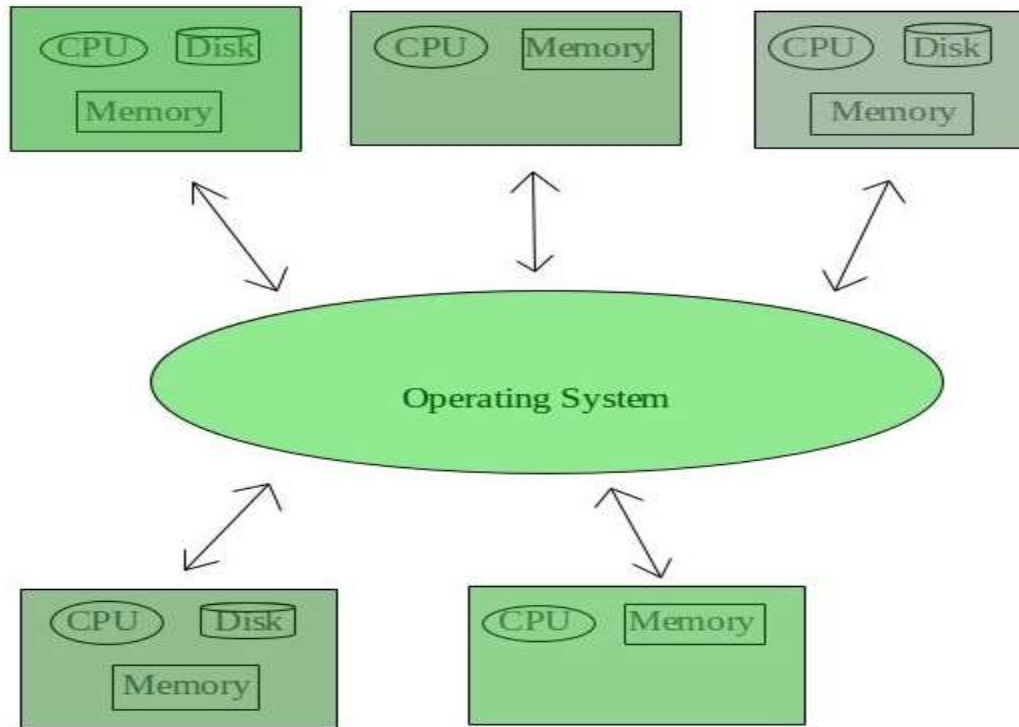 CPU Disk
Memory
CPU Memory
CPU Disk
Memory
Operating System
CPU Disk
Memory
CPU Memory